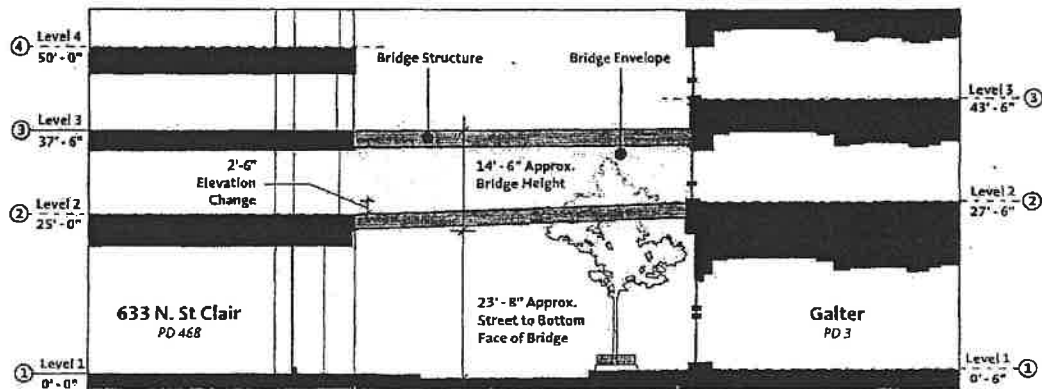 Level 4
④
50' - 0"
Level 3
③
37' - 6"
Level 2
②
25' - 0"
Level 1
①
0' - 0"
Bridge Structure
Bridge Envelope
2'-6"
Elevation
Change
14' - 6" Approx.
Bridge Height
23' - 8" Approx.
Street to Bottom
Face of Bridge
633 N. St Clair
PD 468
Galter
PD 3
Level 3
③
43' - 6"
Level 2
②
27' - 6"
Level 1
①
0' - 6"